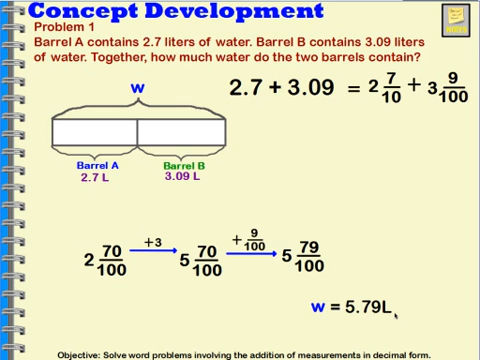 Concept Development
Problem 1
Barrel A contains 2.7 liters of water. Barrel B contains 3.09 liters
of water. Together, how much water do the two barrels contain?
w
2.7 + 3.09 = 2 7/10 + 3 9/100
Barrel A Barrel B
2.7 L 3.09 L
+3 + 9/100
2 70/100 5 70/100 5 79/100
w = 5.79L
Objective: Solve word problems involving the addition of measurements in decimal form.